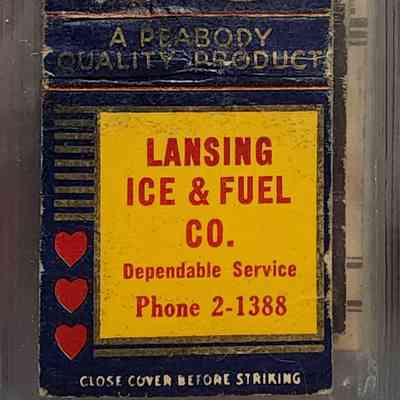 A PEABODY
QUALITY PRODUCT
LANSING
ICE & FUEL
CO.
Dependable Service
Phone 2-1388
CLOSE COVER BEFORE STRIKING